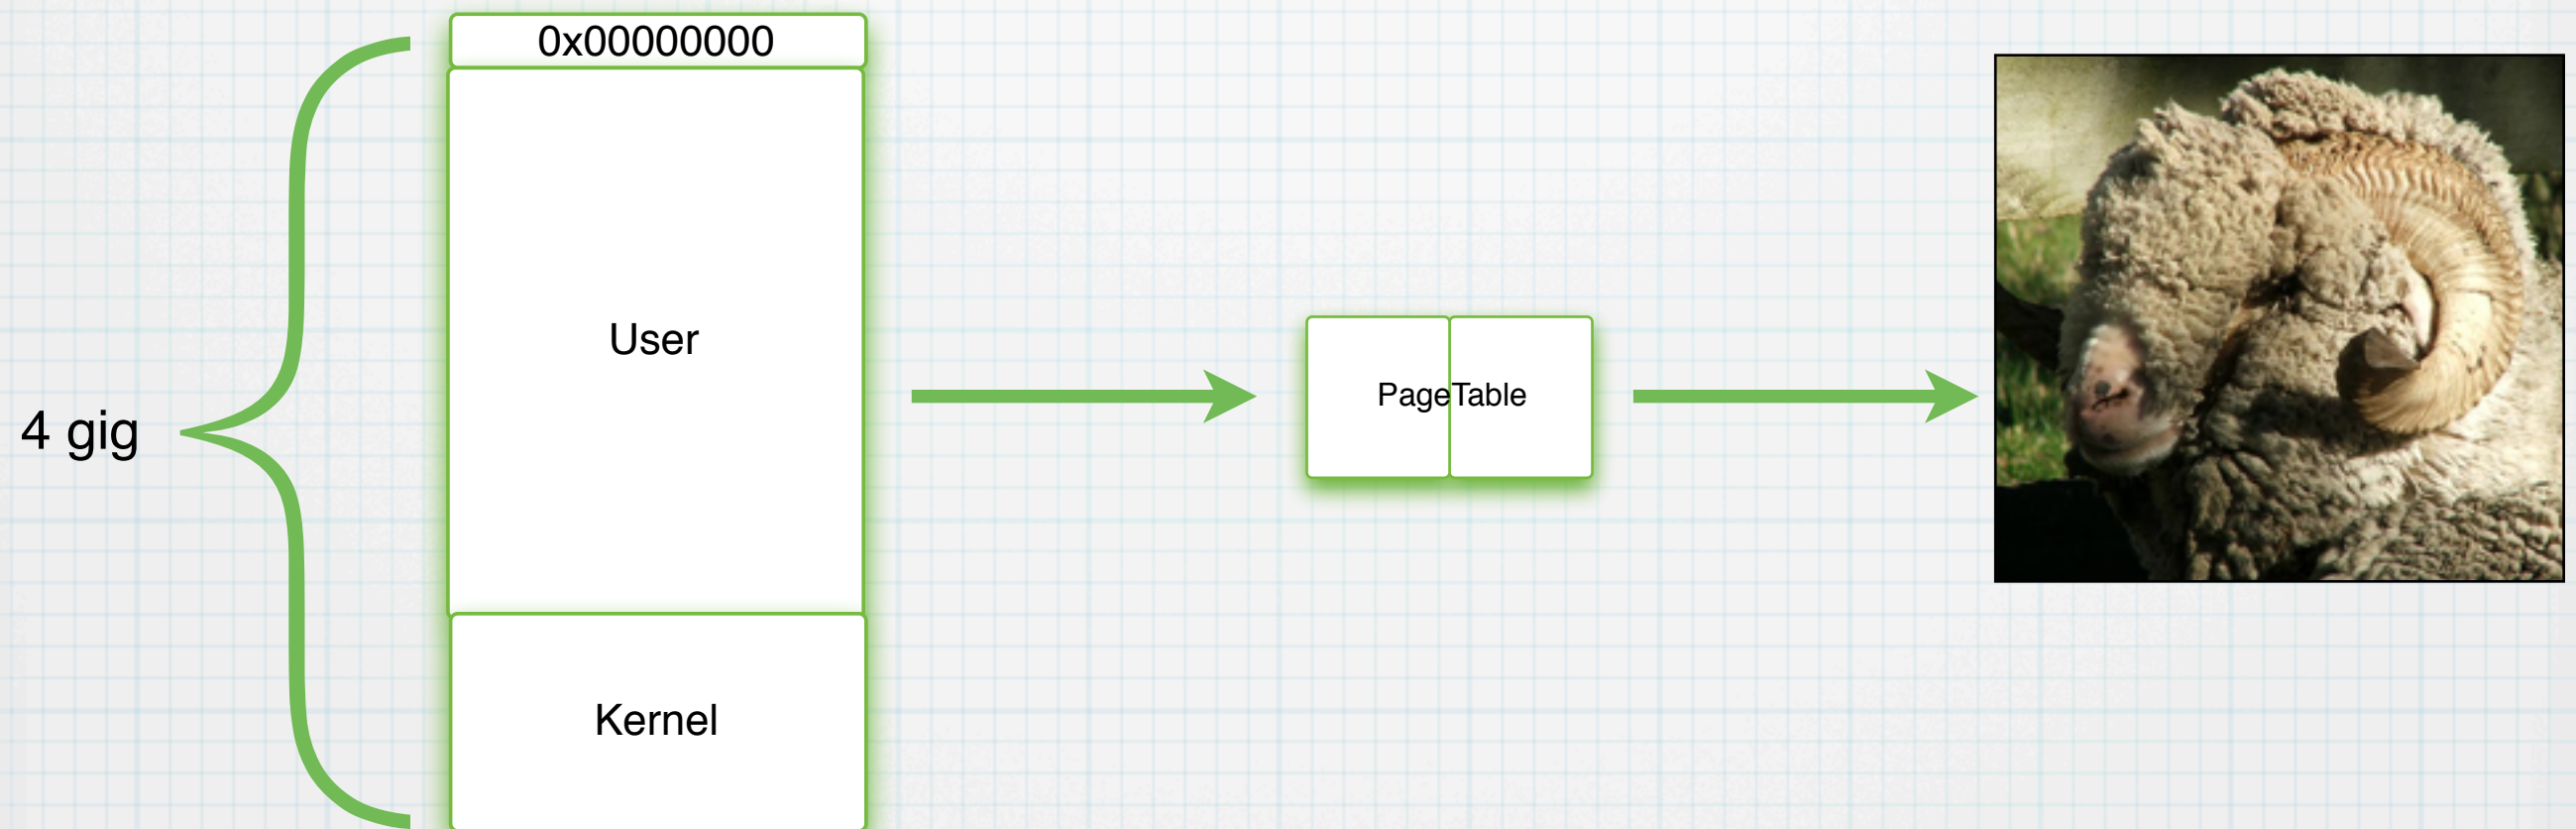 0x00000000
User
4 gig
PageTable
Kernel